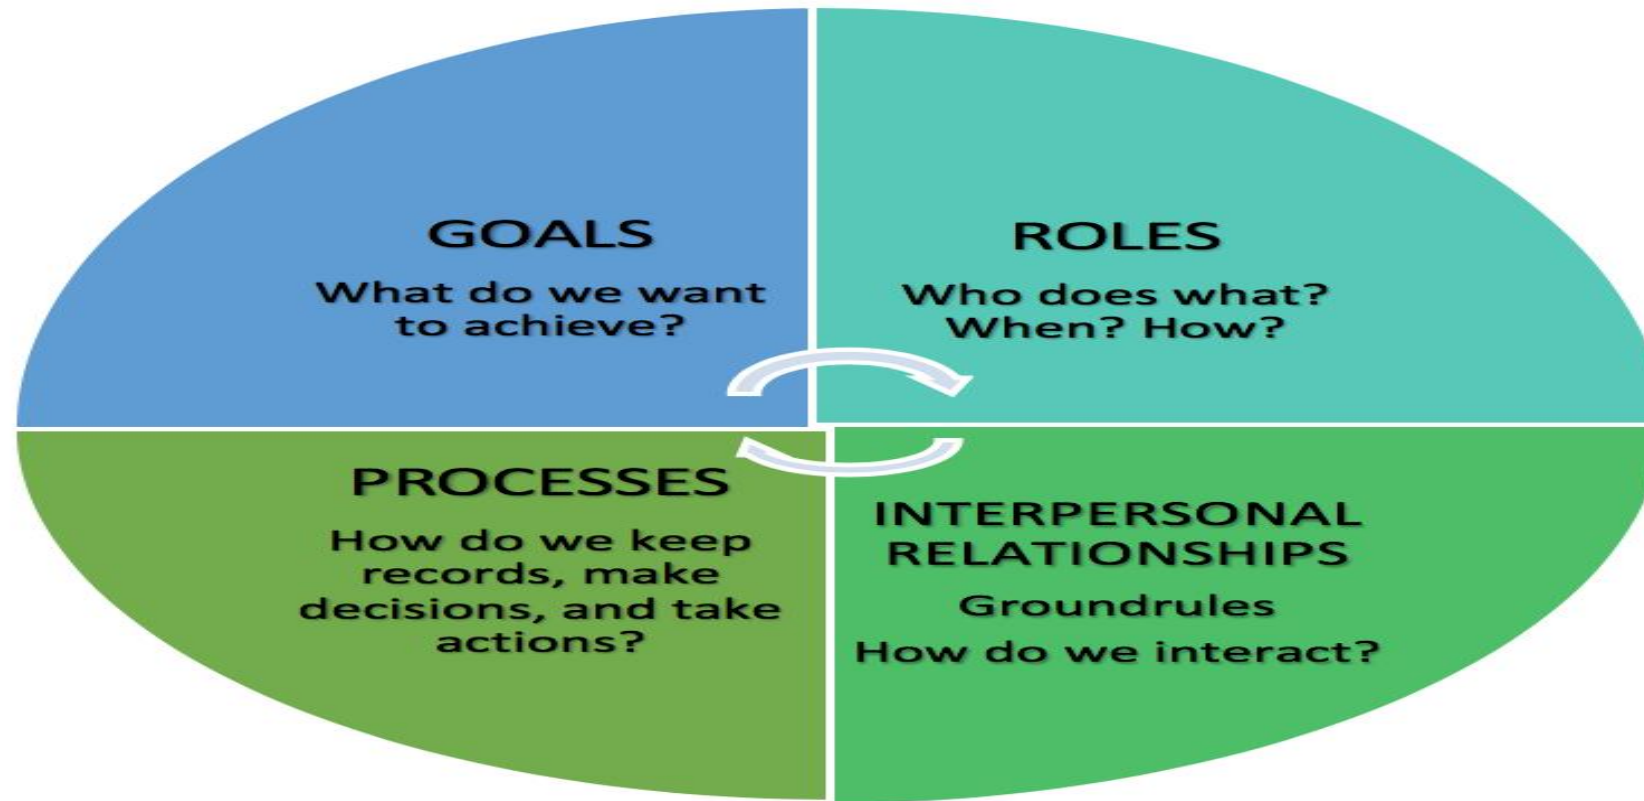 GOALS
What do we want
to achieve?
ROLES
Who does what?
When? How?
PROCESSES
How do we keep
records, make
decisions, and take
actions?
INTERPERSONAL
RELATIONSHIPS
Groundrules
How do we interact?